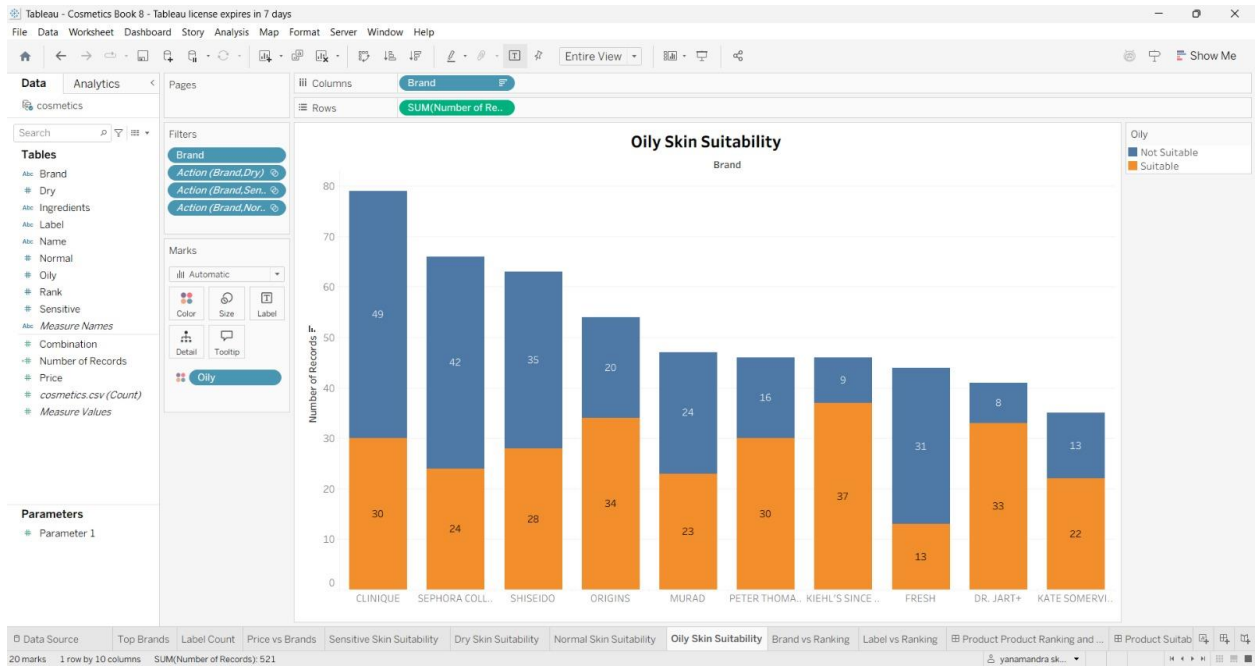 Tableau - Cosmetics Book 8 - Tableau license expires in 7 days
File Data Worksheet Dashboard Story Analysis Map Format Server Window Help
Entire View
Show Me
Data Analytics
Pages
Columns Brand
cosmetics
Rows SUM(Number of Re..
Search
Filters
Tables
Brand
Abc Brand
Action (Brand,Dry)
# Dry
Action (Brand,Sen..
Abc Ingredients
Action (Brand,Nor..
Abc Label
Abc Name
Marks
# Normal
Automatic
# Oily
# Rank
Color Size Label
# Sensitive
Abc Measure Names
Detail Tooltip
# Combination
Oily
=# Number of Records
# Price
# cosmetics.csv (Count)
# Measure Values
Parameters
# Parameter 1
Oily Skin Suitability
Brand
Number of Records
80
70
60
50
40
30
20
10
0
49 42 35 20 24 16 9 31 8 13
30 24 28 34 23 30 37 13 33 22
CLINIQUE SEPHORA COLL.. SHISEIDO ORIGINS MURAD PETER THOMA.. KIEHL'S SINCE .. FRESH DR. JART+ KATE SOMERVI..
Oily
Not Suitable
Suitable
Data Source Top Brands Label Count Price vs Brands Sensitive Skin Suitability Dry Skin Suitability Normal Skin Suitability Oily Skin Suitability Brand vs Ranking Label vs Ranking Product Product Ranking and ... Product Suitab
20 marks 1 row by 10 columns SUM(Number of Records): 521 yanamandra sk...